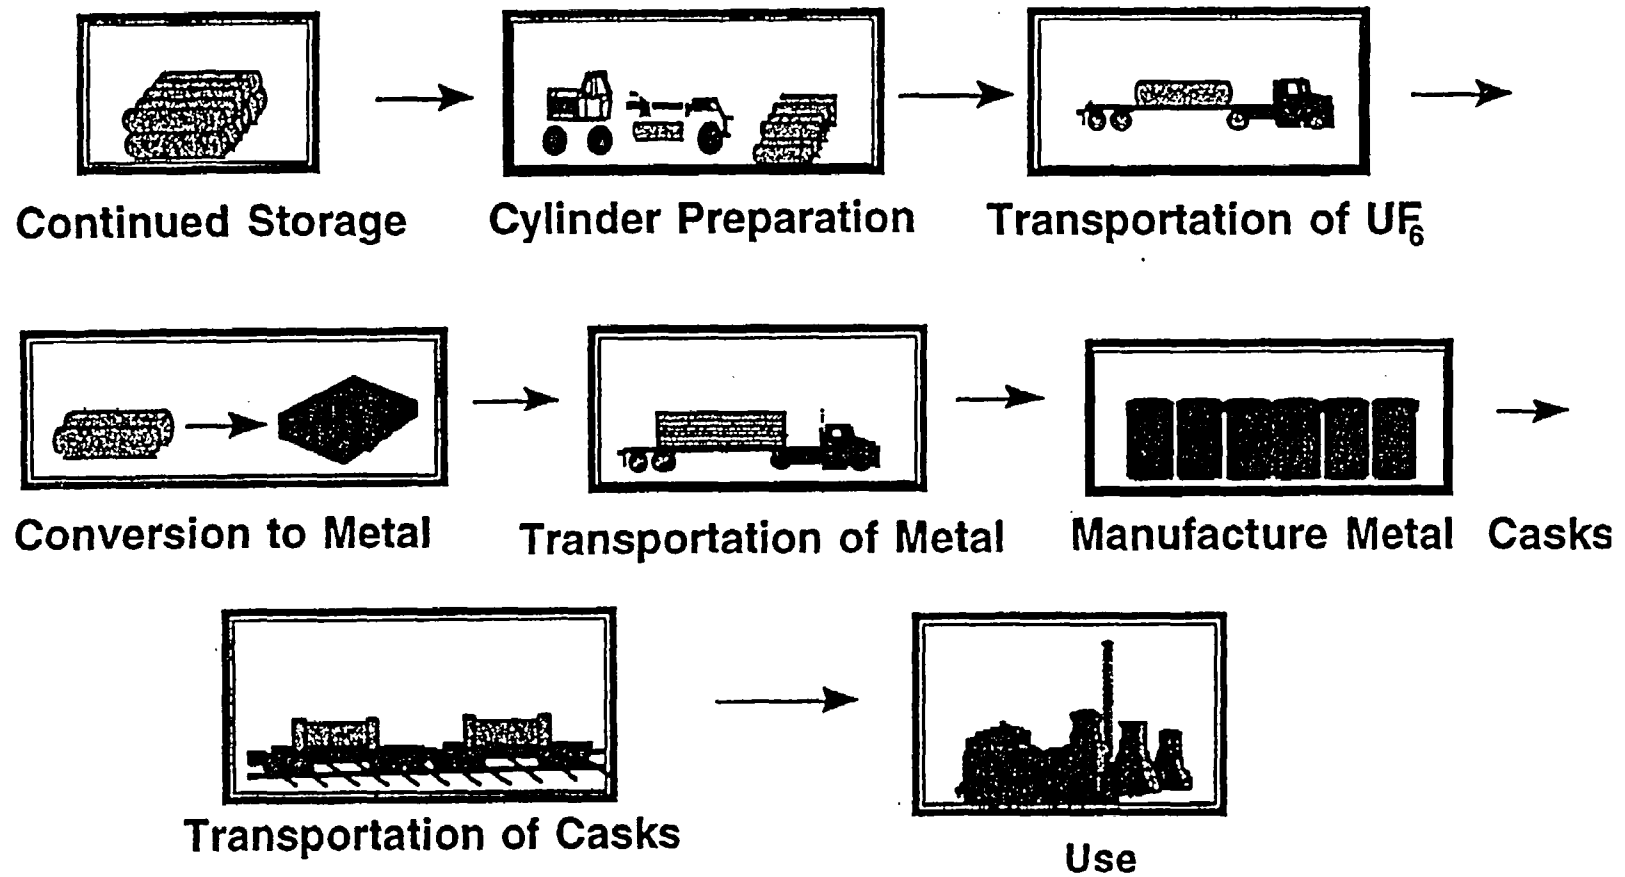 Continued Storage
Cylinder Preparation
Transportation of UF6
Conversion to Metal
Transportation of Metal
Manufacture Metal Casks
Transportation of Casks
Use